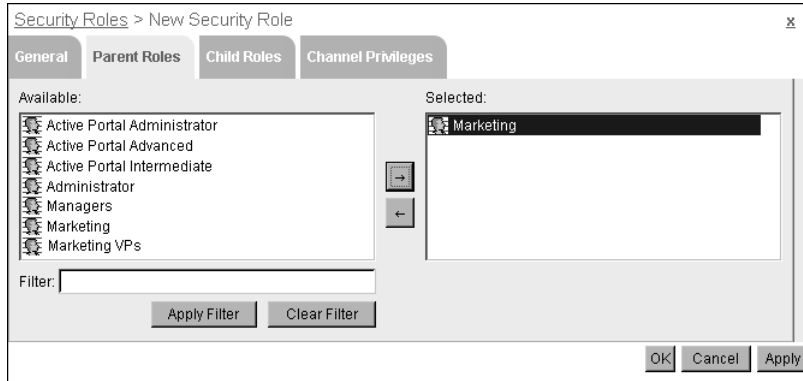 Security Roles > New Security Role x
General Parent Roles Child Roles Channel Privileges
Available: Selected:
Active Portal Administrator
Active Portal Advanced
Active Portal Intermediate
Administrator
Managers
Marketing
Marketing VPs
Marketing
→
←
Filter:
Apply Filter Clear Filter
OK Cancel Apply